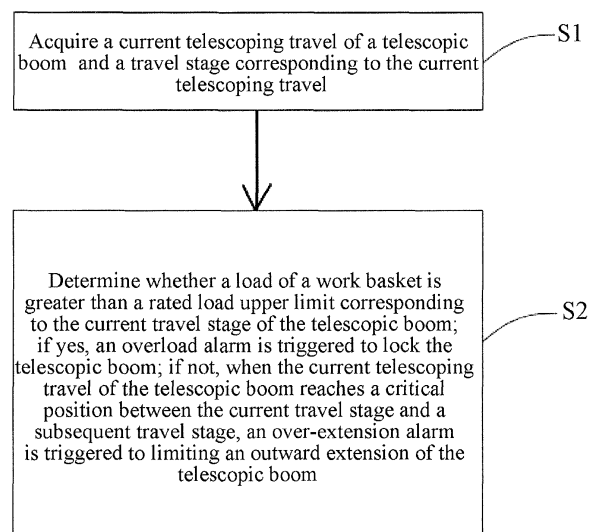 Acquire a current telescoping travel of a telescopic
boom and a travel stage corresponding to the current
telescoping travel
S1
Determine whether a load of a work basket is
greater than a rated load upper limit corresponding
to the current travel stage of the telescopic boom;
if yes, an overload alarm is triggered to lock the
telescopic boom; if not, when the current telescoping
travel of the telescopic boom reaches a critical
position between the current travel stage and a
subsequent travel stage, an over-extension alarm
is triggered to limiting an outward extension of the
telescopic boom
S2